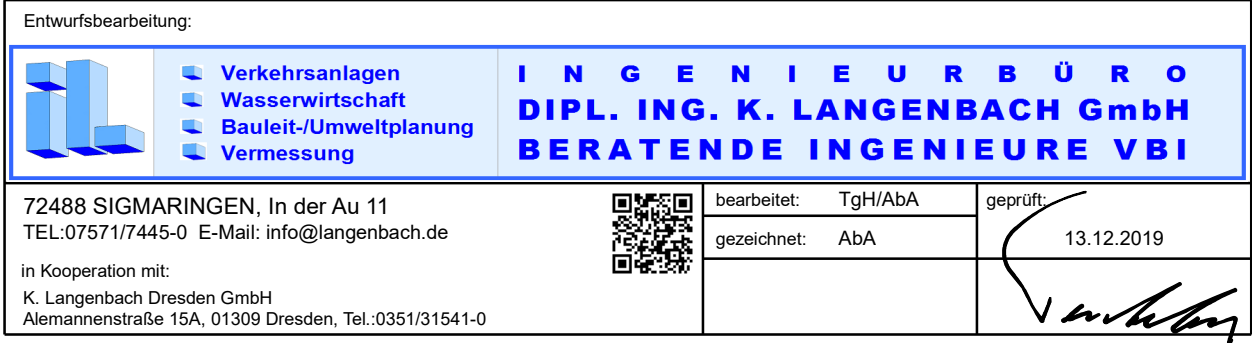 Entwurfsbearbeitung:
Verkehrsanlagen
Wasserwirtschaft
Bauleit-/Umweltplanung
Vermessung
INGENIEURBÜRO
DIPL. ING. K. LANGENBACH GmbH
BERATENDE INGENIEURE VBI
72488 SIGMARINGEN, In der Au 11
TEL:07571/7445-0 E-Mail: info@langenbach.de
in Kooperation mit:
K. Langenbach Dresden GmbH
Alemannenstraße 15A, 01309 Dresden, Tel.:0351/31541-0
bearbeitet: TgH/AbA
gezeichnet: AbA
geprüft:
13.12.2019